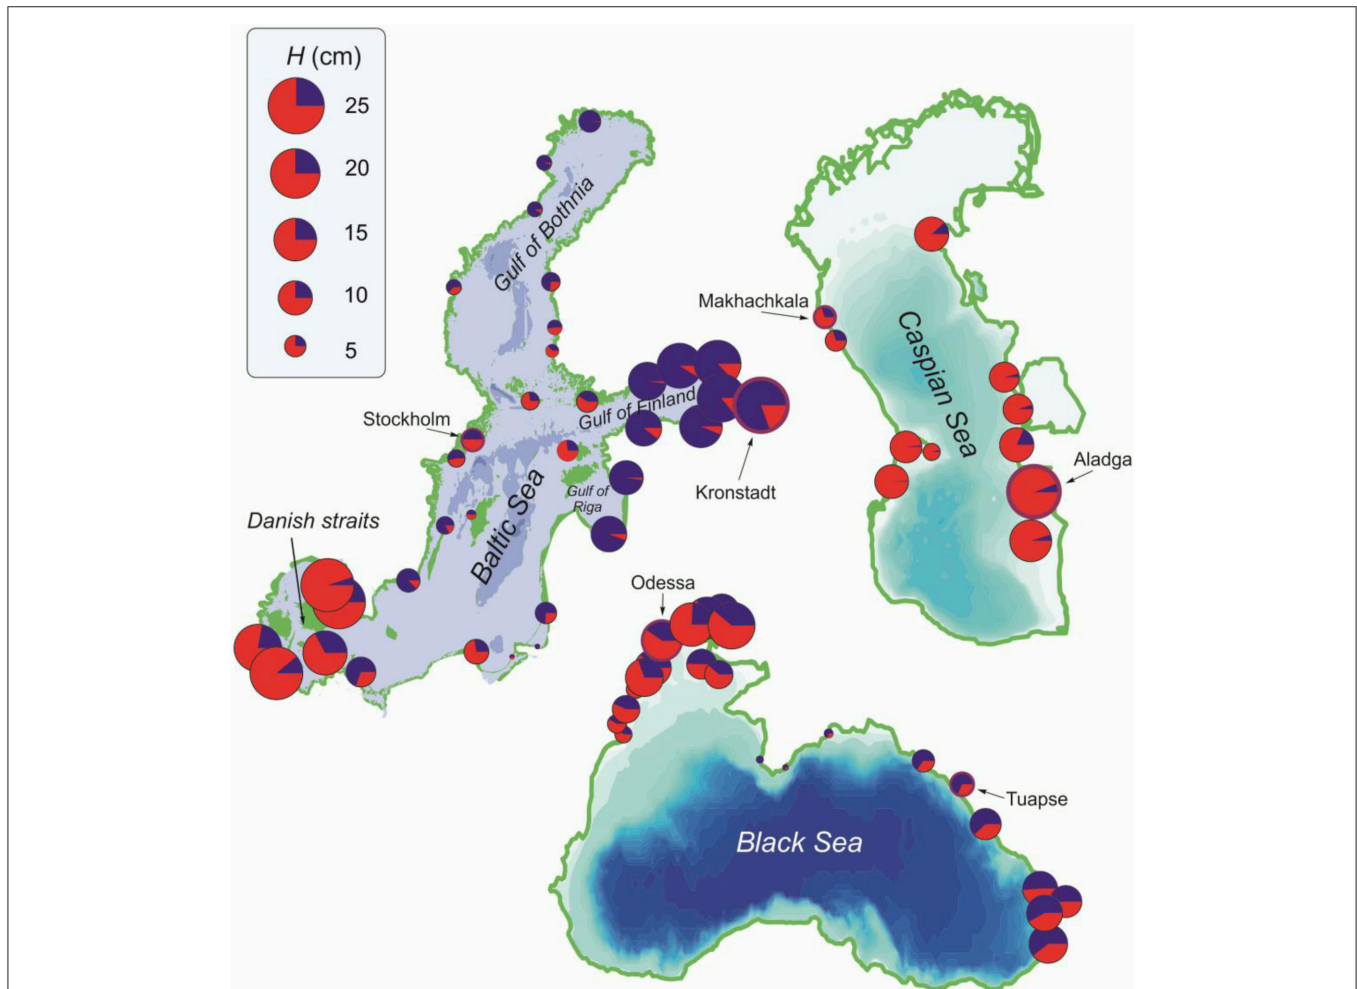 H (cm)
25
20
15
10
5
Gulf of Bothnia
Makhachkala
Caspian Sea
Stockholm
Gulf of Finland
Aladga
Kronstadt
Gulf of
Riga
Baltic Sea
Danish straits
Odessa
Tuapse
Black Sea